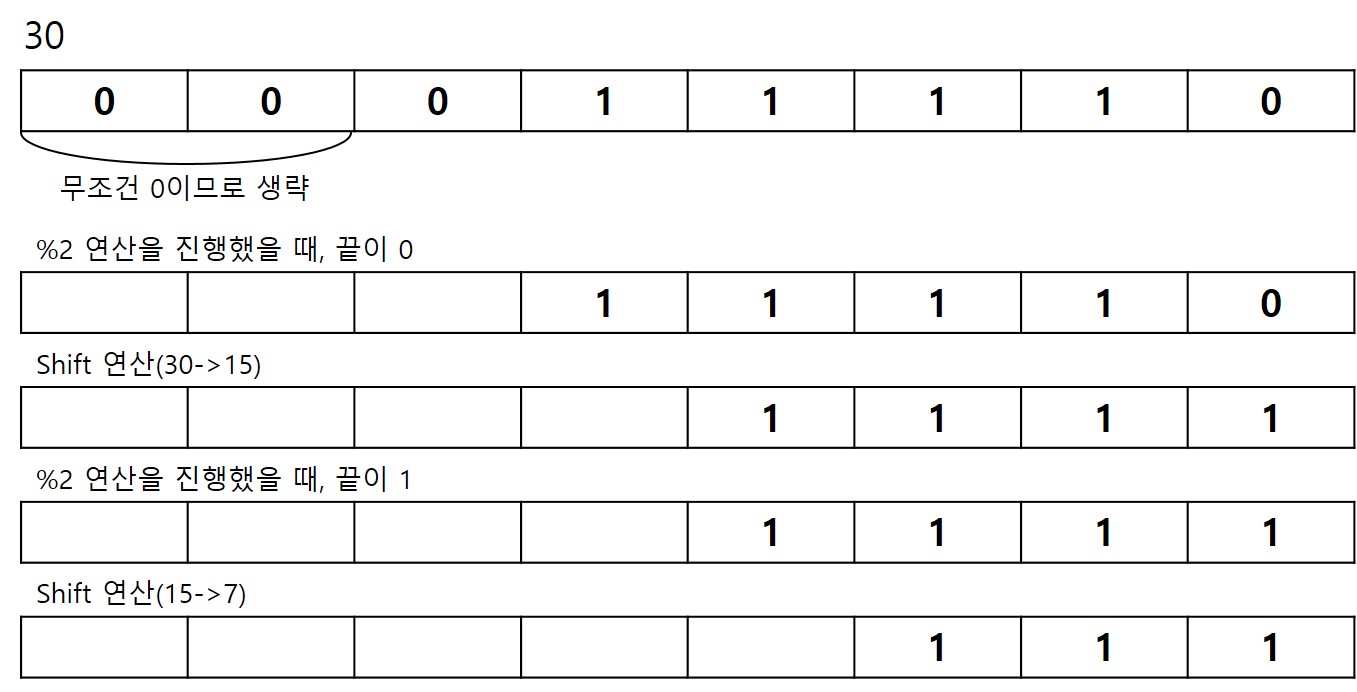 30
0 0 0 1 1 1 1 0
무조건 0이므로 생략
%2 연산을 진행했을 때, 끝이 0
1 1 1 1 0
Shift 연산(30->15)
1 1 1 1
%2 연산을 진행했을 때, 끝이 1
1 1 1 1
Shift 연산(15->7)
1 1 1